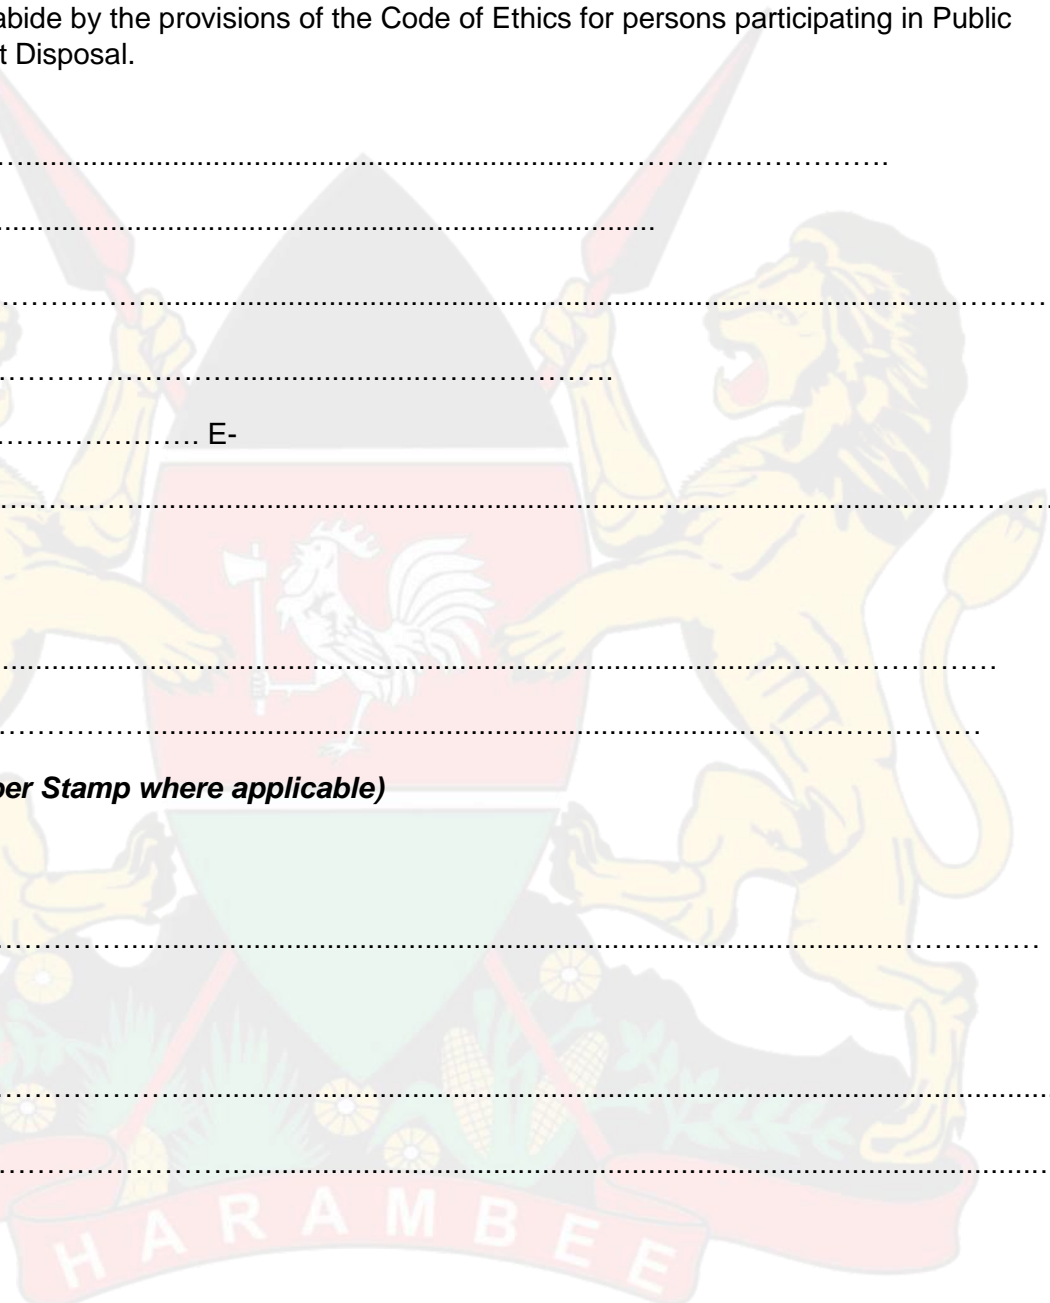 abide by the provisions of the Code of Ethics for persons participating in Public
t Disposal.
E-
per Stamp where applicable)
HARAMBEE